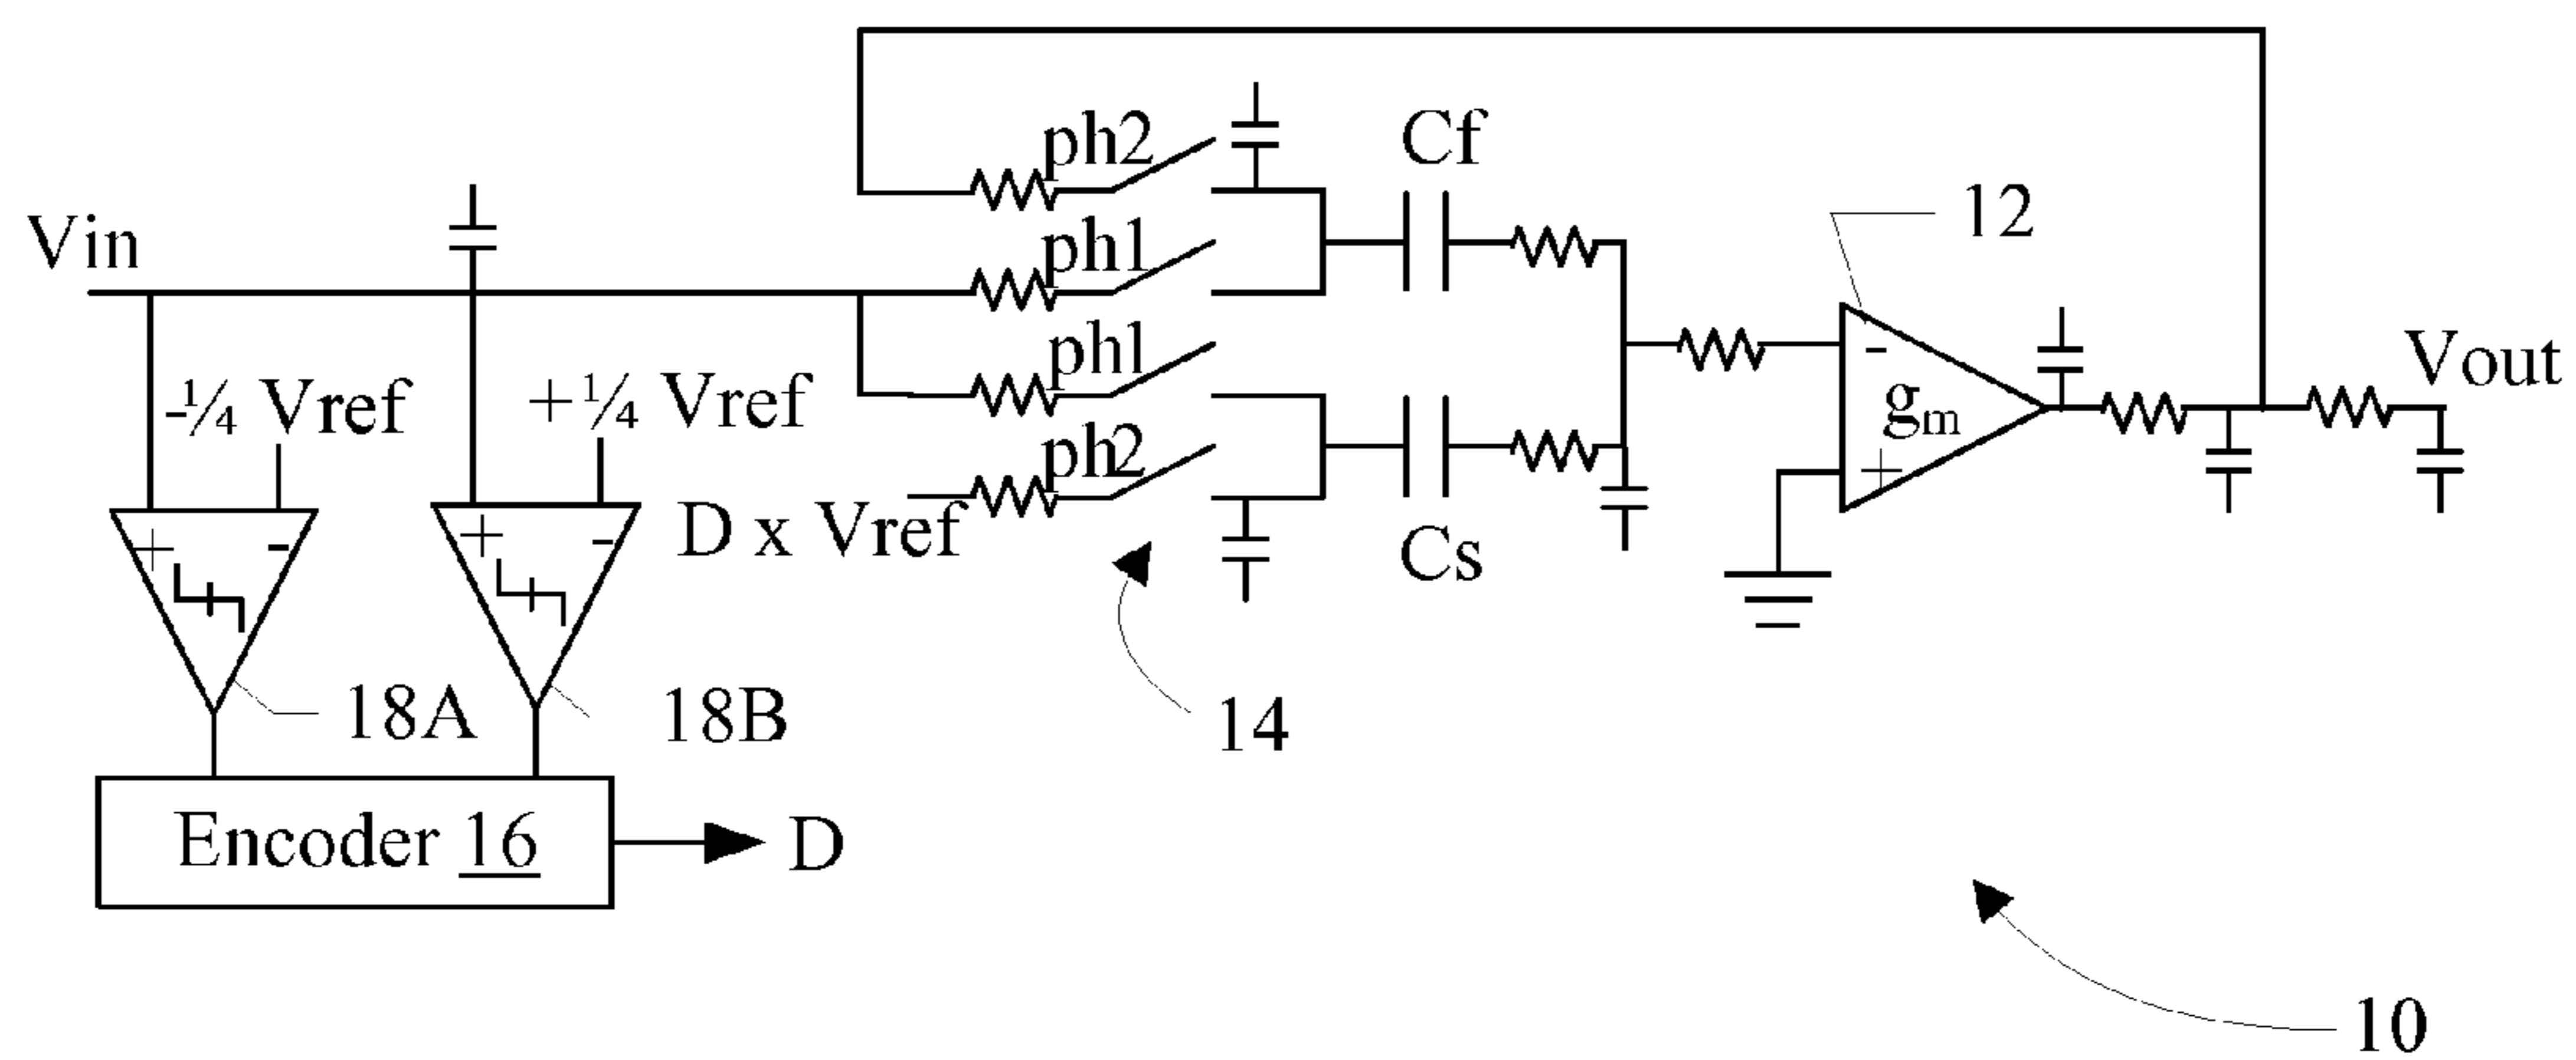 ph2
Cf
Vin
ph1
12
ph1
-¼ Vref
+¼ Vref
Vout
-
gm
+
ph2
D x Vref
Cs
+
-
+
-
18A
18B
14
Encoder 16
D
10